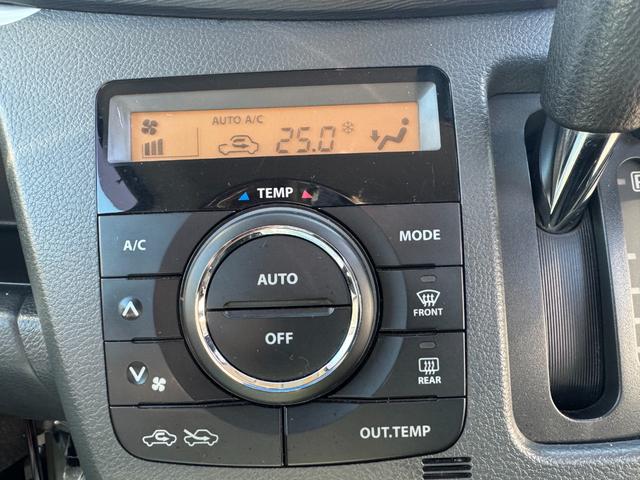 AUTO A/C
25.0
TEMP
A/C
MODE
AUTO
OFF
FRONT
REAR
OUT.TEMP